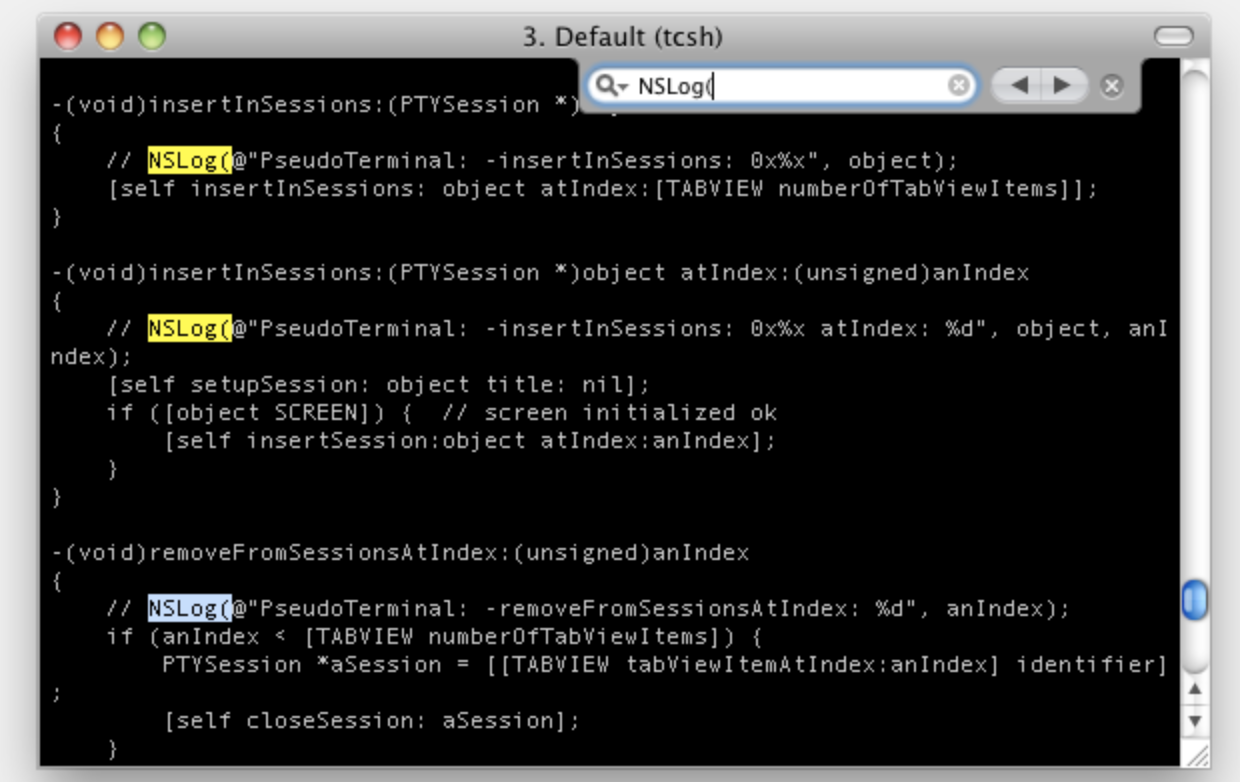 3. Default (tcsh)
NSLog(
-(void)insertInSessions:(PTYSession *)
{
    // NSLog(@"PseudoTerminal: -insertInSessions: 0x%x", object);
    [self insertInSessions: object atIndex:[TABVIEW numberOfTabViewItems]];
}
-(void)insertInSessions:(PTYSession *)object atIndex:(unsigned)anIndex
{
    // NSLog(@"PseudoTerminal: -insertInSessions: 0x%x atIndex: %d", object, anI
ndex);
    [self setupSession: object title: nil];
    if ([object SCREEN]) {  // screen initialized ok
        [self insertSession:object atIndex:anIndex];
    }
}
-(void)removeFromSessionsAtIndex:(unsigned)anIndex
{
    // NSLog(@"PseudoTerminal: -removeFromSessionsAtIndex: %d", anIndex);
    if (anIndex < [TABVIEW numberOfTabViewItems]) {
        PTYSession *aSession = [[TABVIEW tabViewItemAtIndex:anIndex] identifier]
;
        [self closeSession: aSession];
    }